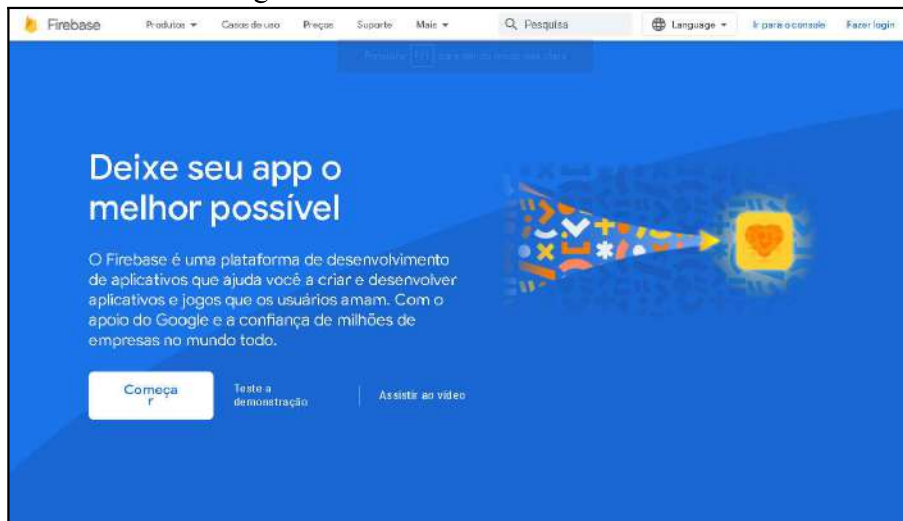 Firebase Produtos Casos de uso Preços Suporte Mais Pesquisa Language Ir para o console Fazer login
Deixe seu app o
melhor possível
O Firebase é uma plataforma de desenvolvimento
de aplicativos que ajuda você a criar e desenvolver
aplicativos e jogos que os usuários amam. Com o
apoio do Google e a confiança de milhões de
empresas no mundo todo.
Começa
r
Teste a
demonstração
Assistir ao vídeo